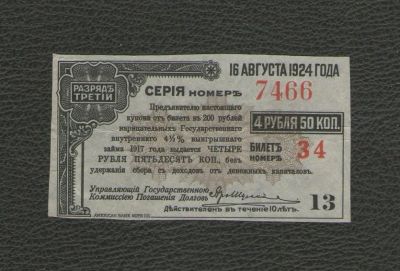 16 АВГУСТА 1924 ГОДА
РАЗРЯДЪ
ТРЕТІЙ
СЕРІЯ НОМЕРЪ 7466
Предъявителю настоящаго
купона отъ билета въ 200 рублей
нарицательныхъ Государственнаго
внутренняго 4½% выигрышнаго
займа 1917 года выдается ЧЕТЫРЕ
РУБЛЯ ПЯТЬДЕСЯТЪ КОП., безъ
удержанія сбора съ доходовъ отъ денежныхъ капиталовъ.
4 РУБЛЯ 50 КОП.
БИЛЕТЪ
НОМЕРЪ 34
Управляющій Государственною
Коммиссіею Погашенія Долговъ
13
Дѣйствителенъ въ теченіе 10 лѣтъ.
AMERICAN BANK NOTE CO.